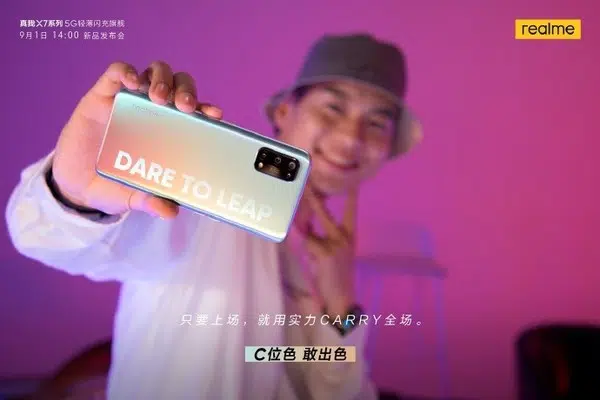 真我X7系列 5G轻薄闪充旗舰
9月1日 14:00 新品发布会
realme
DARE TO LEAP
只要上场，就用实力CARRY全场。
C位色 敢出色